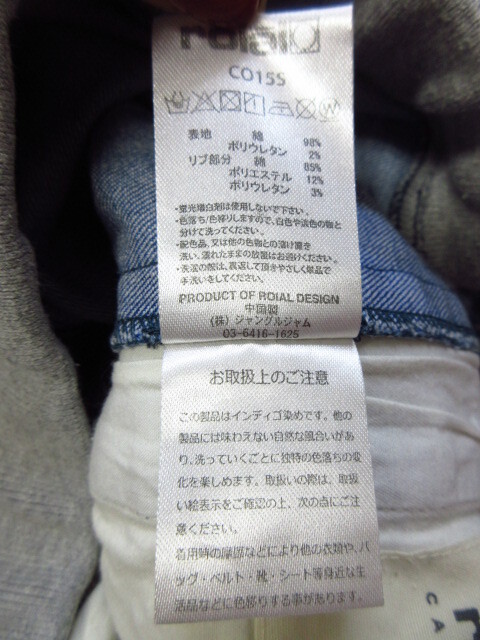 roial
CO15S
表地 綿 98%
ポリウレタン 2%
リブ部分 綿 85%
ポリエステル 12%
ポリウレタン 3%
・蛍光増白剤は使用しないで下さい。
・色落ち/色移りしますので、白色や淡色の物と
分けて洗ってください。
・配色品、又は他の色物との漬け置き
洗い、濡れたままの放置はお避けください。
・洗濯の際は、裏返して頂きやさしく単品で
手洗いをしてください。
PRODUCT OF ROIAL DESIGN
中国製
(株) ジャングルジャム
03-6416-1625
お取扱上のご注意
この製品はインディゴ染めです。他の
製品には味わえない自然な風合いがあ
り、洗っていくごとに独特の色落ちの変
化を楽しめます。取扱いの際は、取扱
い絵表示をご確認の上、次の点にご注
意ください。
着用時の摩擦などにより他の衣類や、バ
ッグ・ベルト・靴・シート等身近な生
活品などに色移りする事があります。